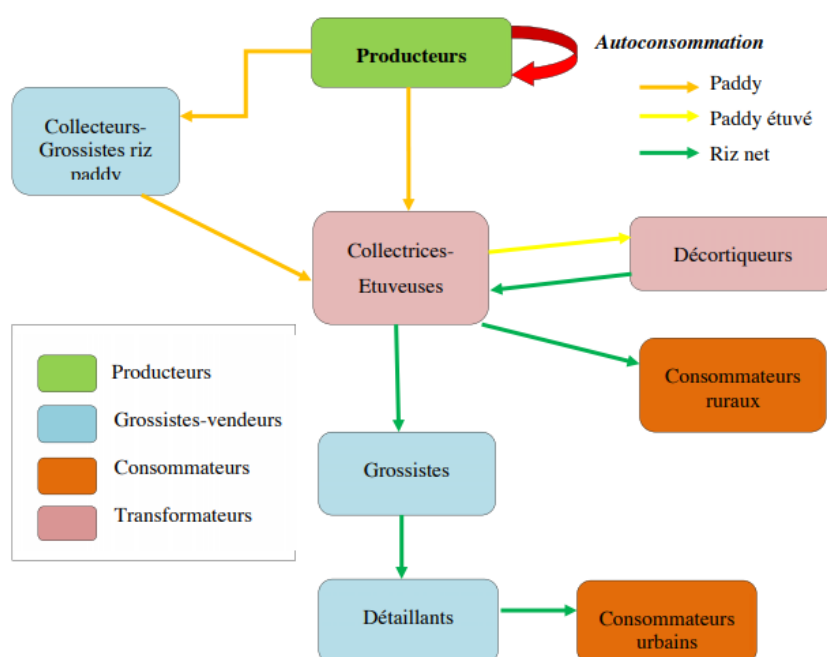 Producteurs
Autoconsommation
Paddy
Paddy étuvé
Riz net
Collecteurs-
Grossistes riz
paddy
Collectrices-
Etuveuses
Décortiqueurs
Producteurs
Grossistes-vendeurs
Consommateurs
Transformateurs
Consommateurs
ruraux
Grossistes
Détaillants
Consommateurs
urbains